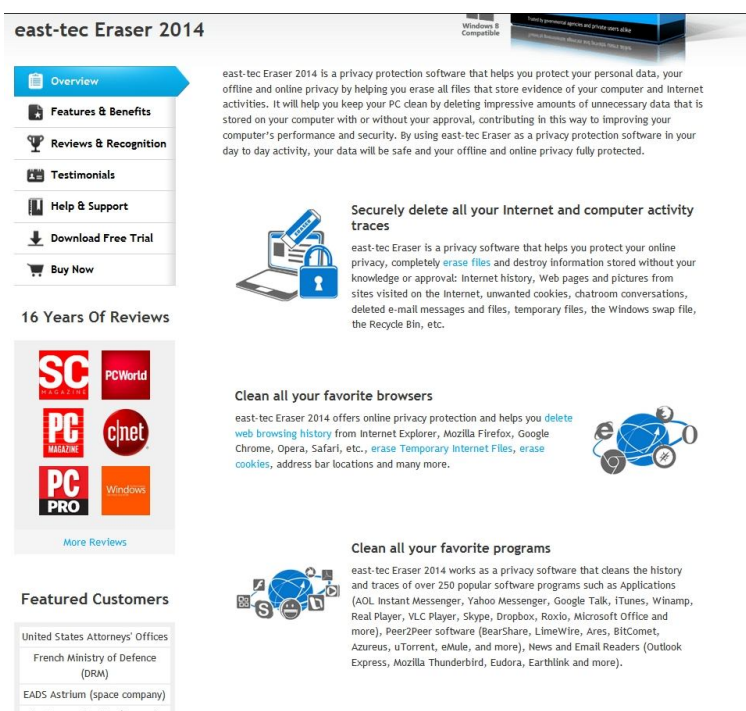 east-tec Eraser 2014
Windows 8
Compatible
Trusted by governmental agencies and private users alike
Overview
Features & Benefits
Reviews & Recognition
Testimonials
Help & Support
Download Free Trial
Buy Now
16 Years Of Reviews
SC
MAGAZINE
PCWorld
PC
MAGAZINE
c|net
PC
PRO
Windows
More Reviews
Featured Customers
United States Attorneys' Offices
French Ministry of Defence
(DRM)
EADS Astrium (space company)
east-tec Eraser 2014 is a privacy protection software that helps you protect your personal data, your
offline and online privacy by helping you erase all files that store evidence of your computer and Internet
activities. It will help you keep your PC clean by deleting impressive amounts of unnecessary data that is
stored on your computer with or without your approval, contributing in this way to improving your
computer's performance and security. By using east-tec Eraser as a privacy protection software in your
day to day activity, your data will be safe and your offline and online privacy fully protected.
ERASER
Securely delete all your Internet and computer activity
traces
east-tec Eraser is a privacy software that helps you protect your online
privacy, completely erase files and destroy information stored without your
knowledge or approval: Internet history, Web pages and pictures from
sites visited on the Internet, unwanted cookies, chatroom conversations,
deleted e-mail messages and files, temporary files, the Windows swap file,
the Recycle Bin, etc.
Clean all your favorite browsers
east-tec Eraser 2014 offers online privacy protection and helps you delete
web browsing history from Internet Explorer, Mozilla Firefox, Google
Chrome, Opera, Safari, etc., erase Temporary Internet Files, erase
cookies, address bar locations and many more.
Clean all your favorite programs
east-tec Eraser 2014 works as a privacy software that cleans the history
and traces of over 250 popular software programs such as Applications
(AOL Instant Messenger, Yahoo Messenger, Google Talk, iTunes, Winamp,
Real Player, VLC Player, Skype, Dropbox, Roxio, Microsoft Office and
more), Peer2Peer software (BearShare, LimeWire, Ares, BitComet,
Azureus, uTorrent, eMule, and more), News and Email Readers (Outlook
Express, Mozilla Thunderbird, Eudora, Earthlink and more).